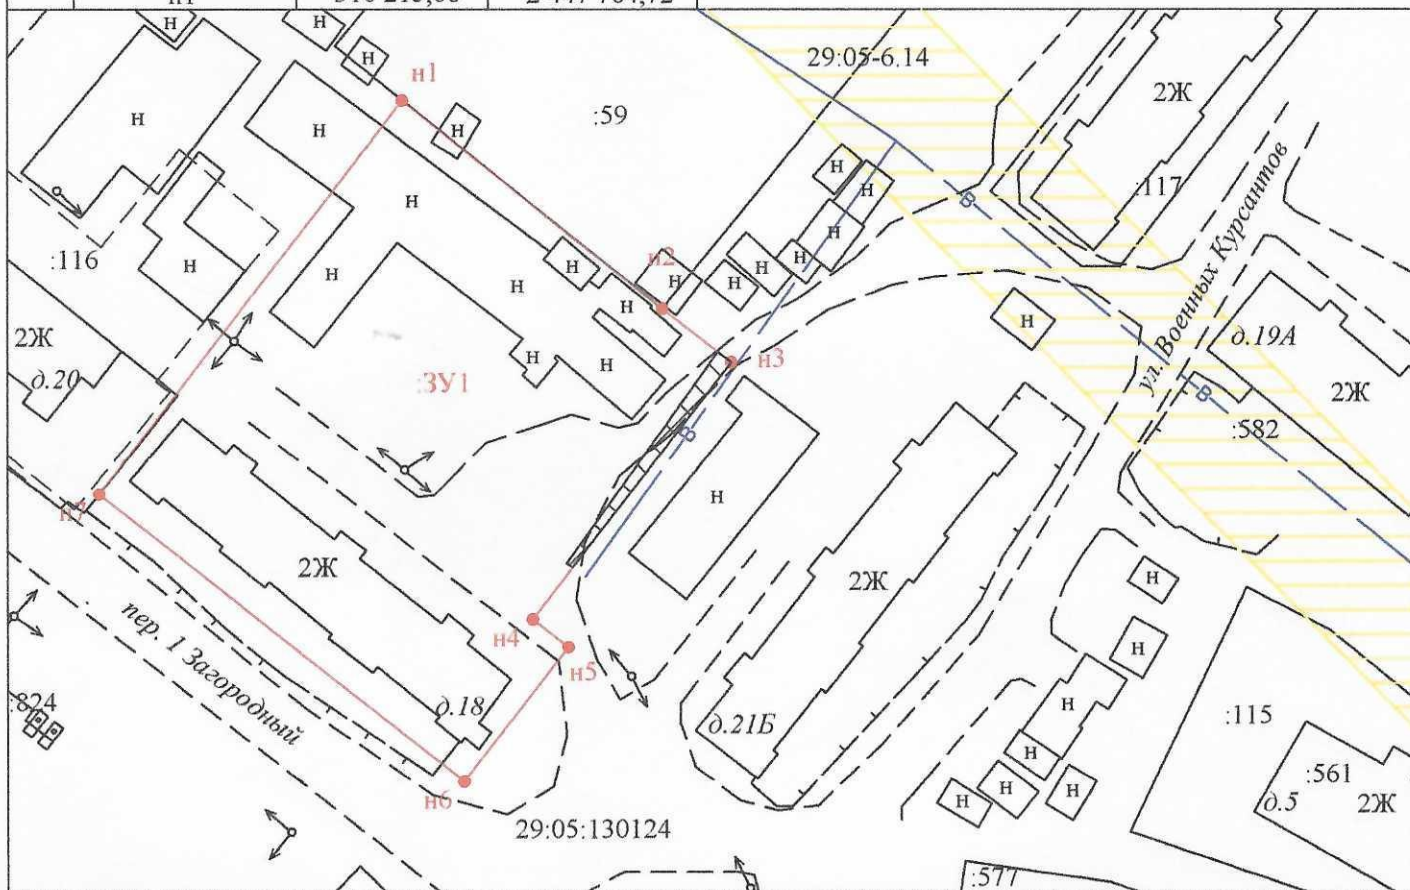 н1
29:05-6.14
Н
Н
Н
н1
Н
Н
Н
:59
2Ж
Н
Н
:117
В
Н
Н
Н
Н
:116
Н
Н
Н
н2
Н
Н
Н
Н
ул. Военных Курсантов
Н
Н
д.19А
2Ж
д.20
Н
Н
н3
:ЗУ1
2Ж
В
:582
В
Н
н7
2Ж
2Ж
Н
пер. 1 Загородный
н4
н5
Н
:824
д.18
д.21Б
Н
:115
Н
:561
н6
Н
Н
Н
д.5
2Ж
29:05:130124
:577